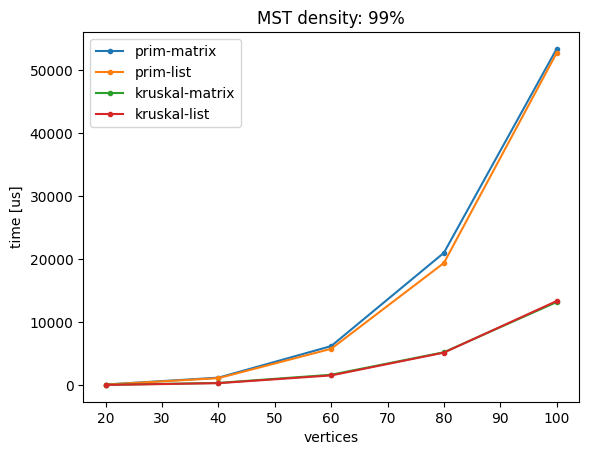 MST density: 99%
prim-matrix
prim-list
kruskal-matrix
kruskal-list
time [us]
50000
40000
30000
20000
10000
0
20 30 40 50 60 70 80 90 100
vertices